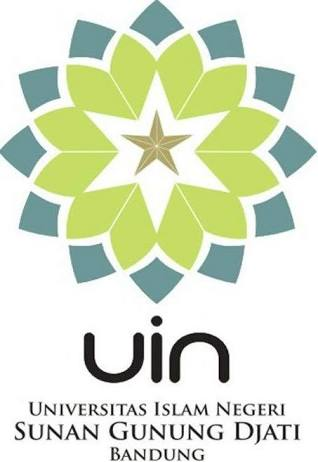 uin
UNIVERSITAS ISLAM NEGERI
SUNAN GUNUNG DJATI
BANDUNG